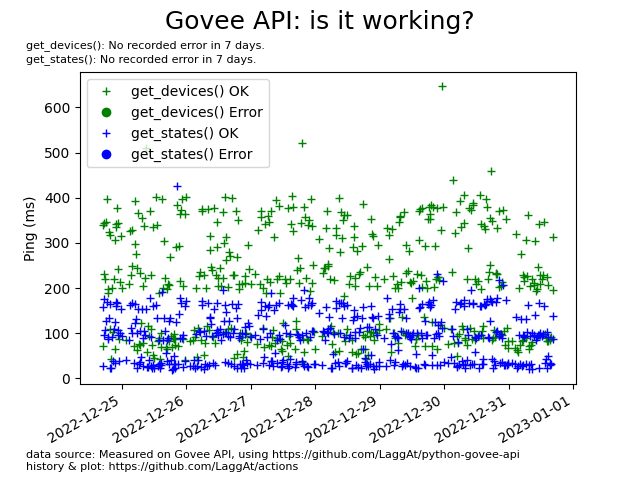 Govee API: is it working?
get_devices(): No recorded error in 7 days.
get_states(): No recorded error in 7 days.
get_devices() OK
get_devices() Error
get_states() OK
get_states() Error
Ping (ms)
600
500
400
300
200
100
0
2022-12-25
2022-12-26
2022-12-27
2022-12-28
2022-12-29
2022-12-30
2022-12-31
2023-01-01
data source: Measured on Govee API, using https://github.com/LaggAt/python-govee-api
history & plot: https://github.com/LaggAt/actions